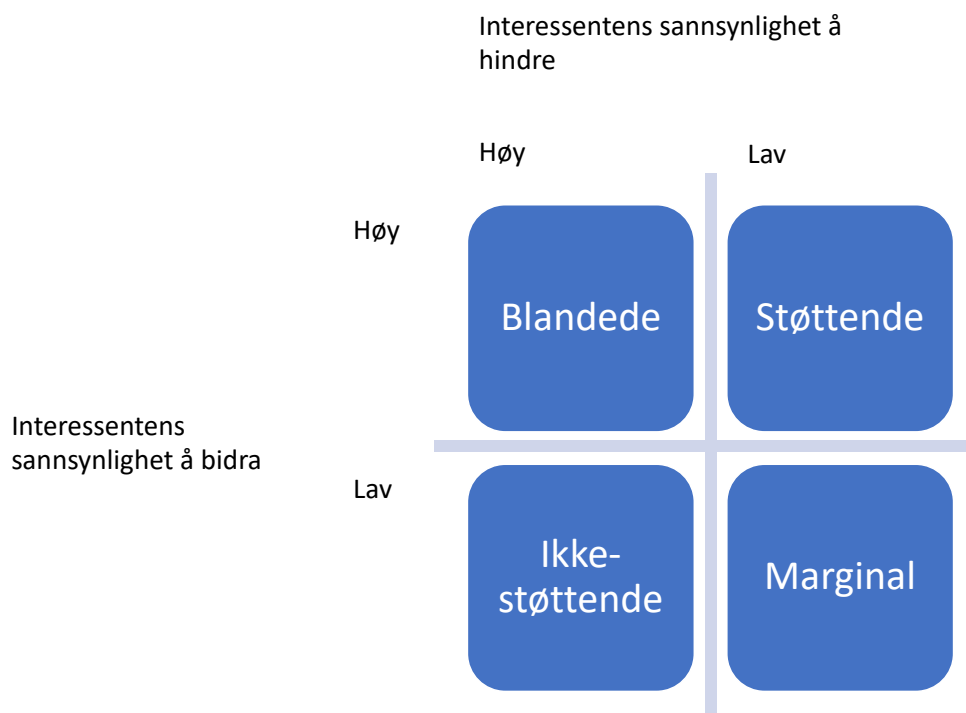 Interessentens sannsynlighet å
hindre
Høy
Lav
Høy
Blandede
Støttende
Interessentens
sannsynlighet å bidra
Lav
Ikke-
støttende
Marginal